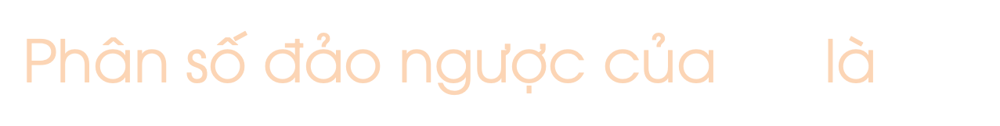 Phân số đảo ngược của là